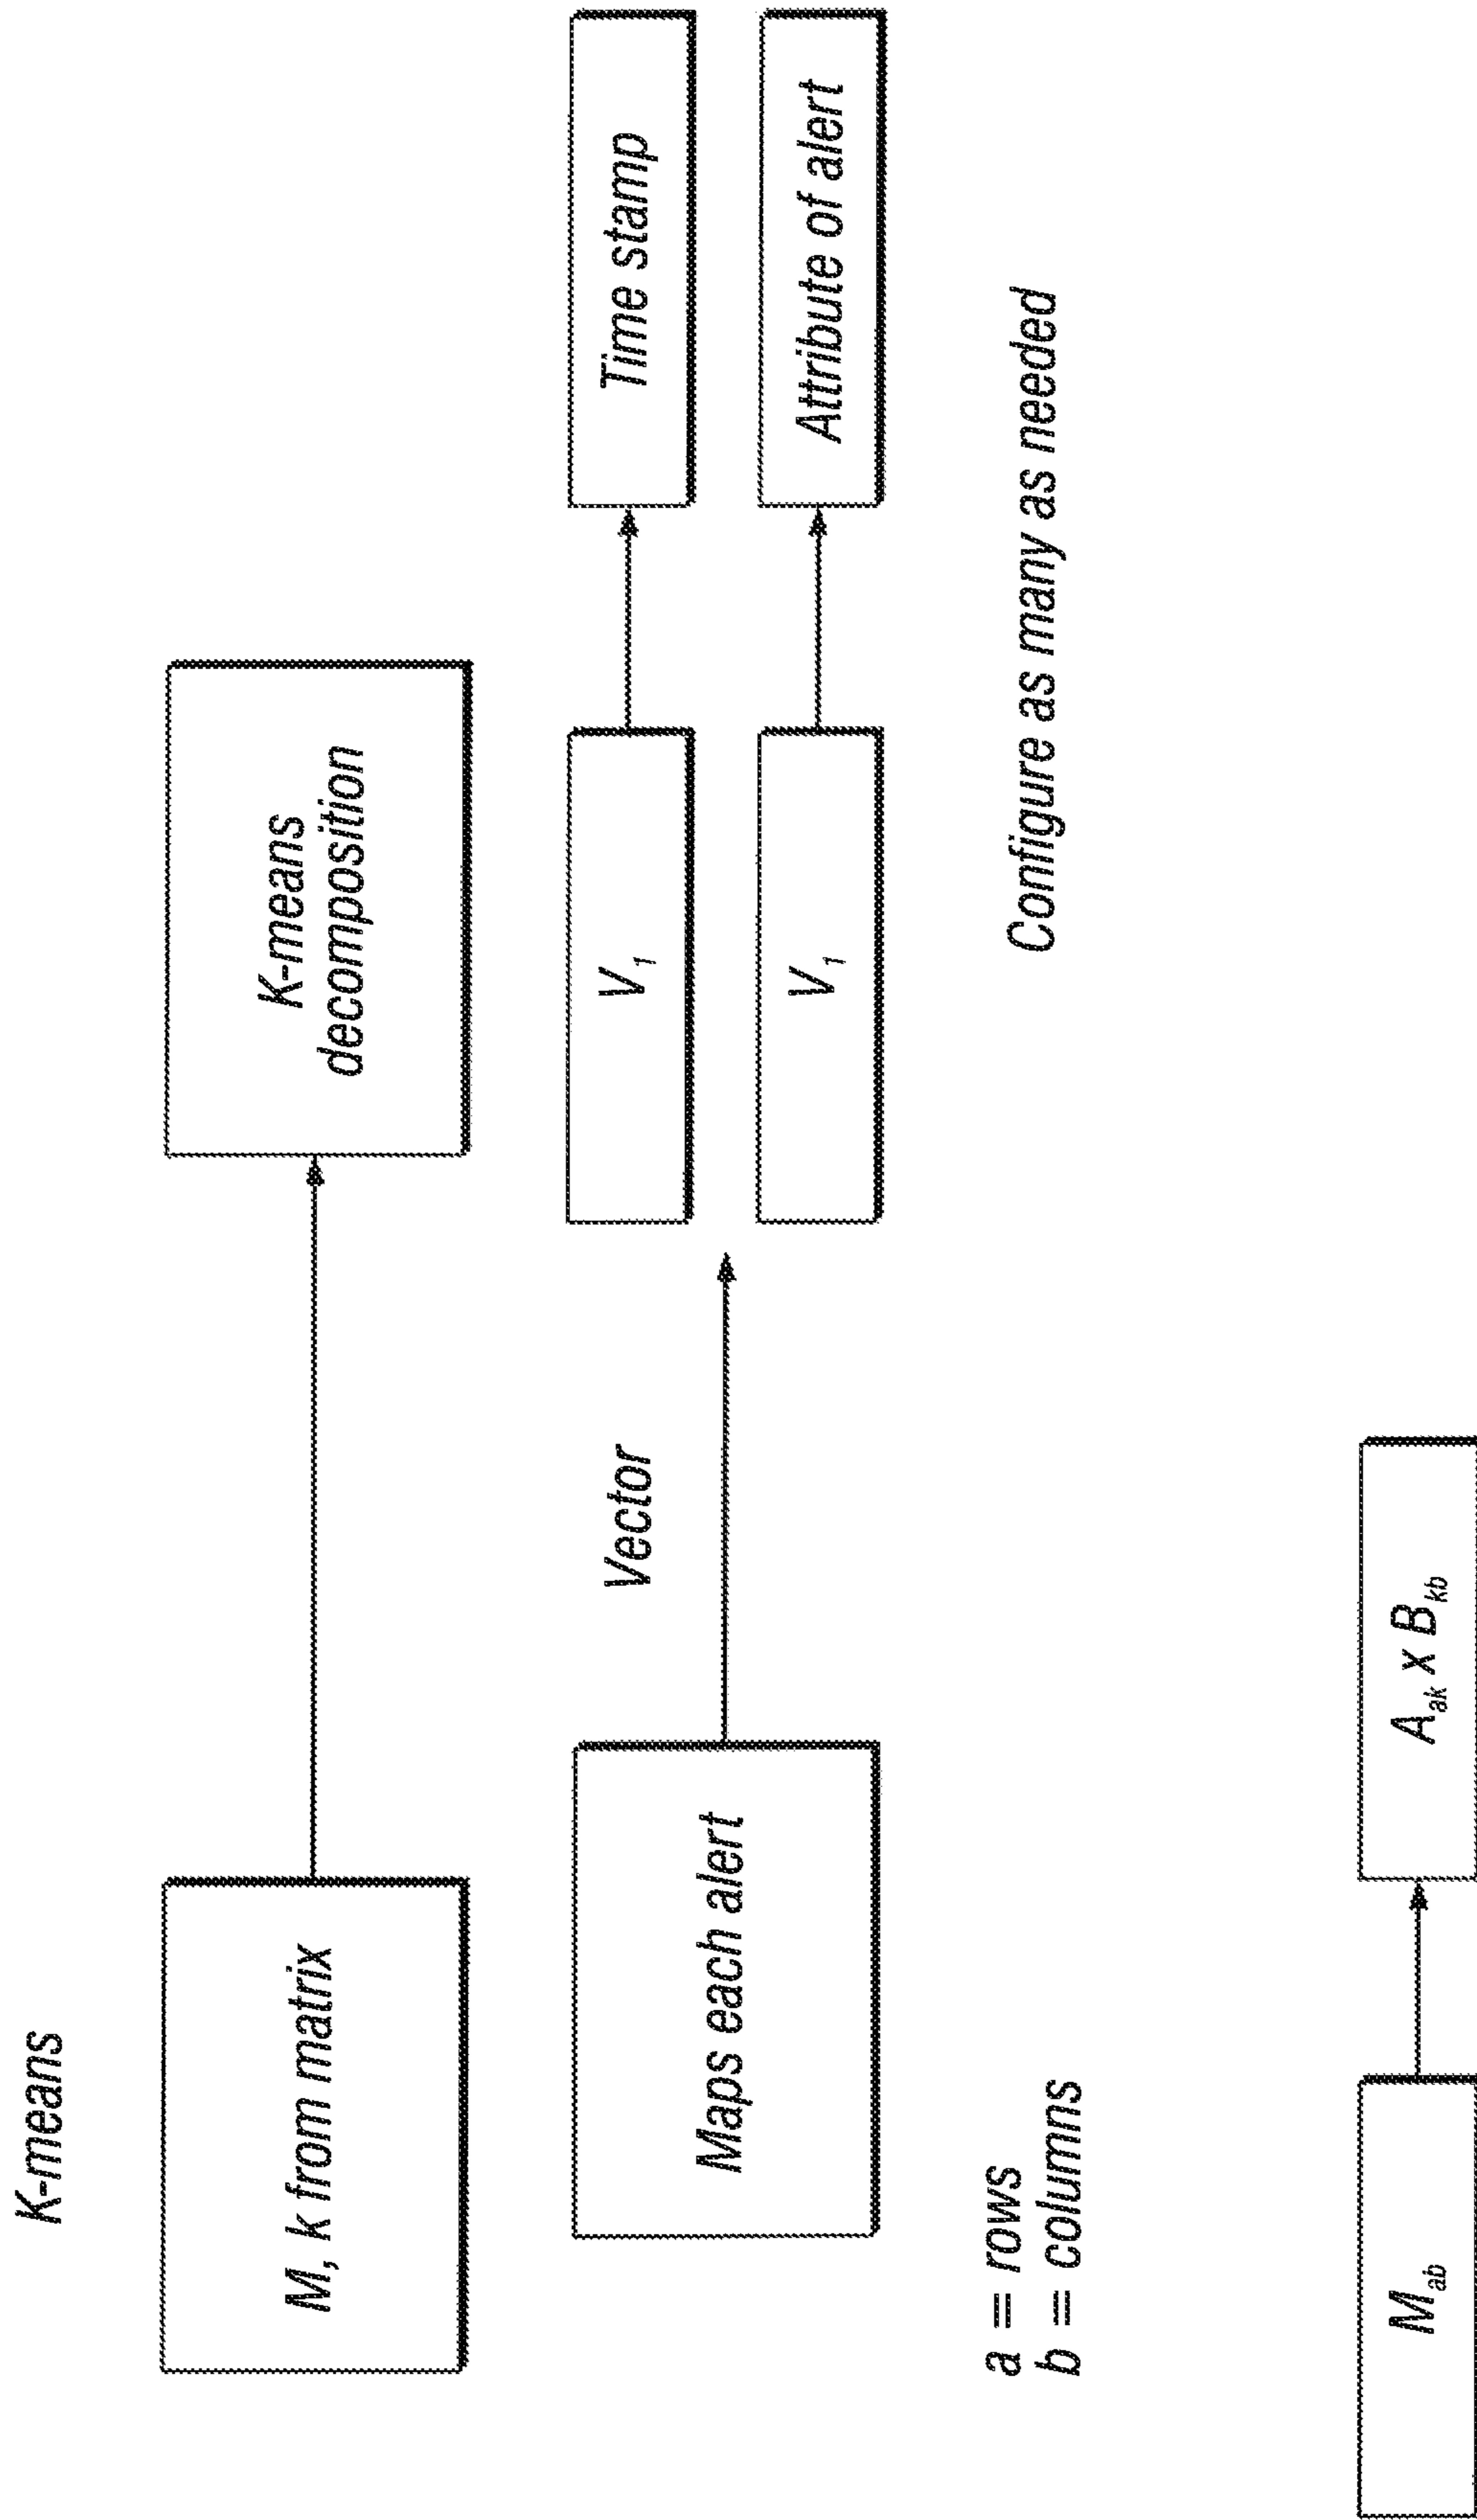 K-means
M, k from matrix
K-means
decomposition
Maps each alert
Vector
V1
Time stamp
V1
Attribute of alert
Configure as many as needed
a = rows
b = columns
Mab
Aak x Bkb